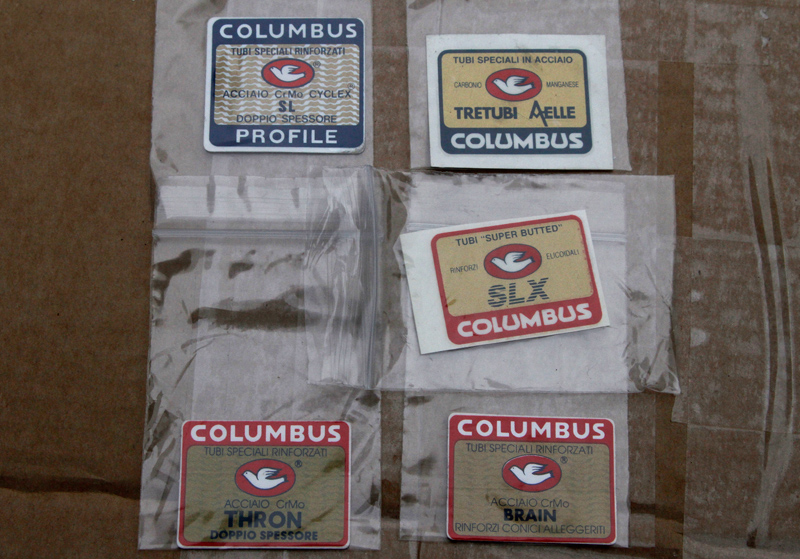 COLUMBUS
TUBI SPECIALI RINFORZATI
®
ACCIAIO CrMo CYCLEX
SL
DOPPIO SPESSORE
PROFILE
TUBI SPECIALI IN ACCIAIO
CARBONIO MANGANESE
TRETUBI AELLE
COLUMBUS
TUBI "SUPER BUTTED"
RINFORZI ELICOIDALI
SLX
COLUMBUS
COLUMBUS
TUBI SPECIALI RINFORZATI
®
ACCIAIO CrMo
THRON
DOPPIO SPESSORE
COLUMBUS
TUBI SPECIALI RINFORZATI
®
ACCIAIO CrMo
BRAIN
RINFORZI CONICI ALLEGGERITI